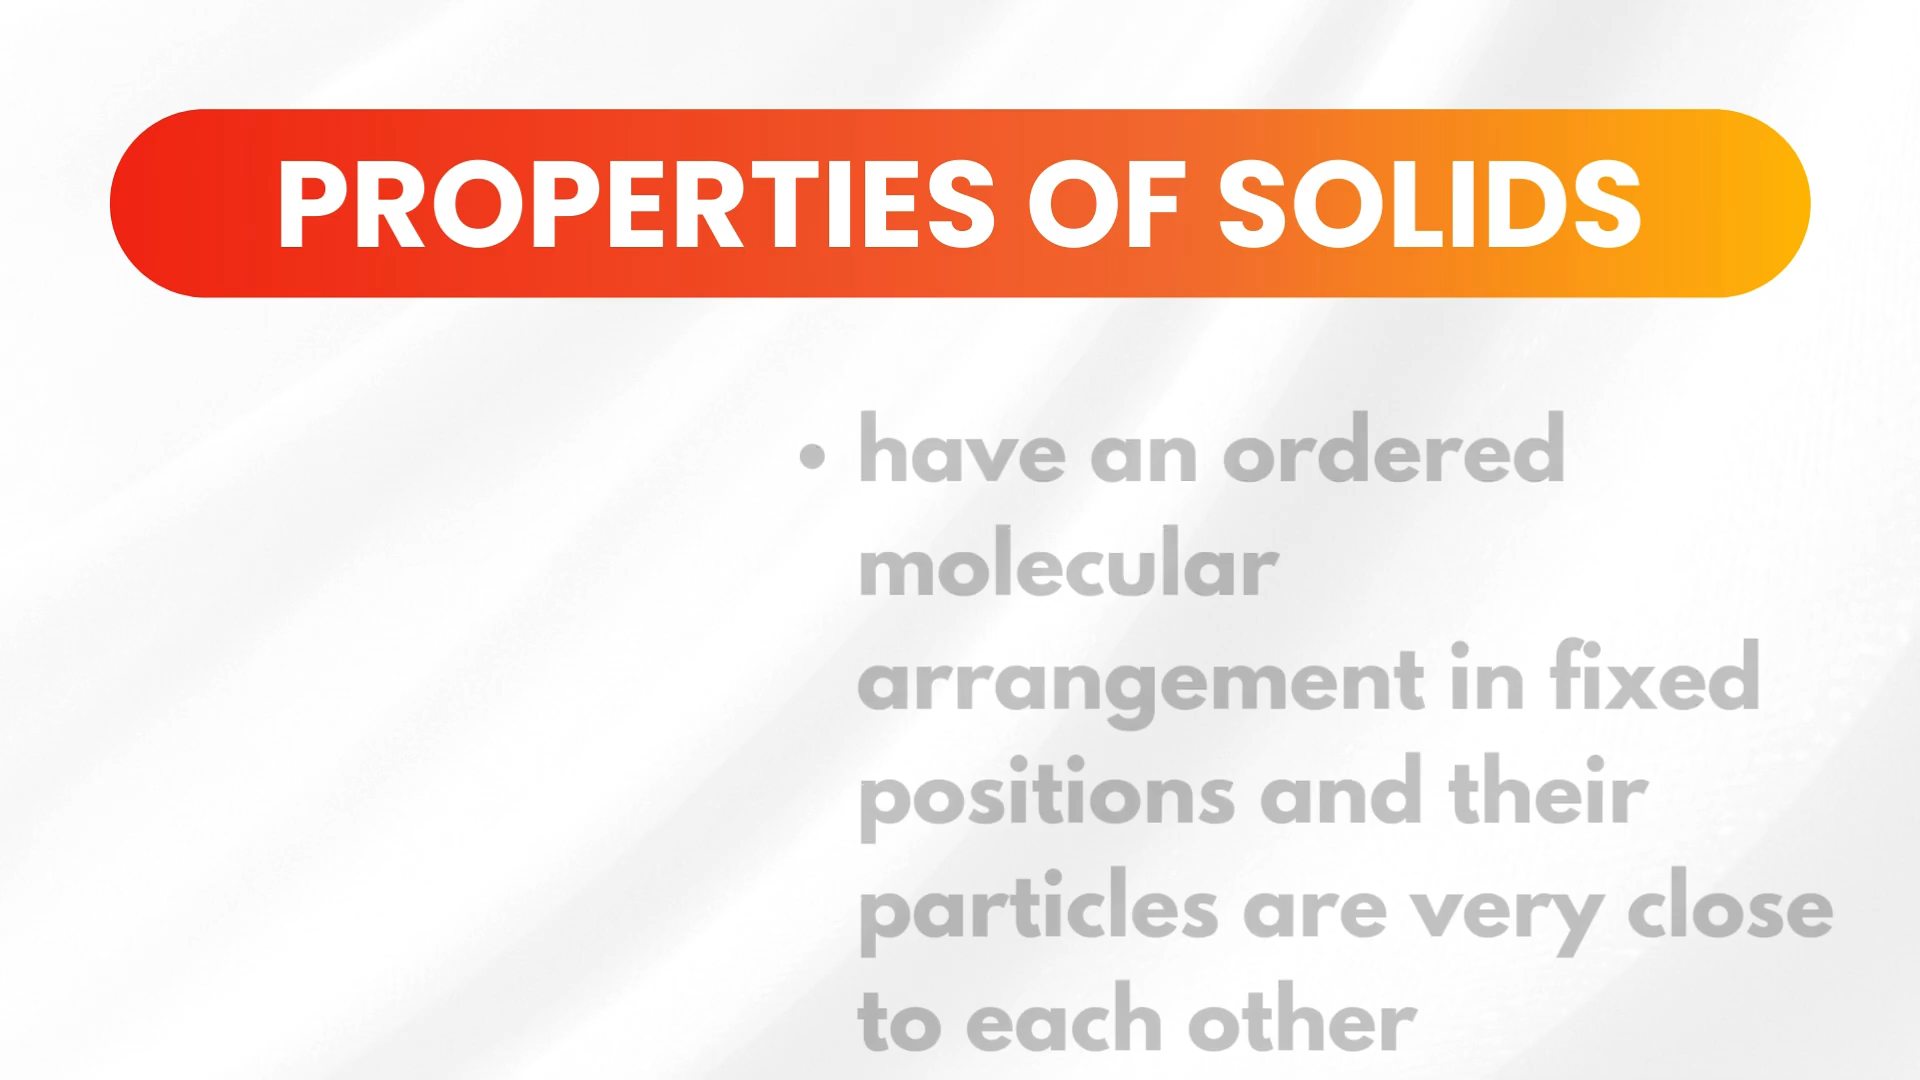 PROPERTIES OF SOLIDS
• have an ordered
molecular
arrangement in fixed
positions and their
particles are very close
to each other